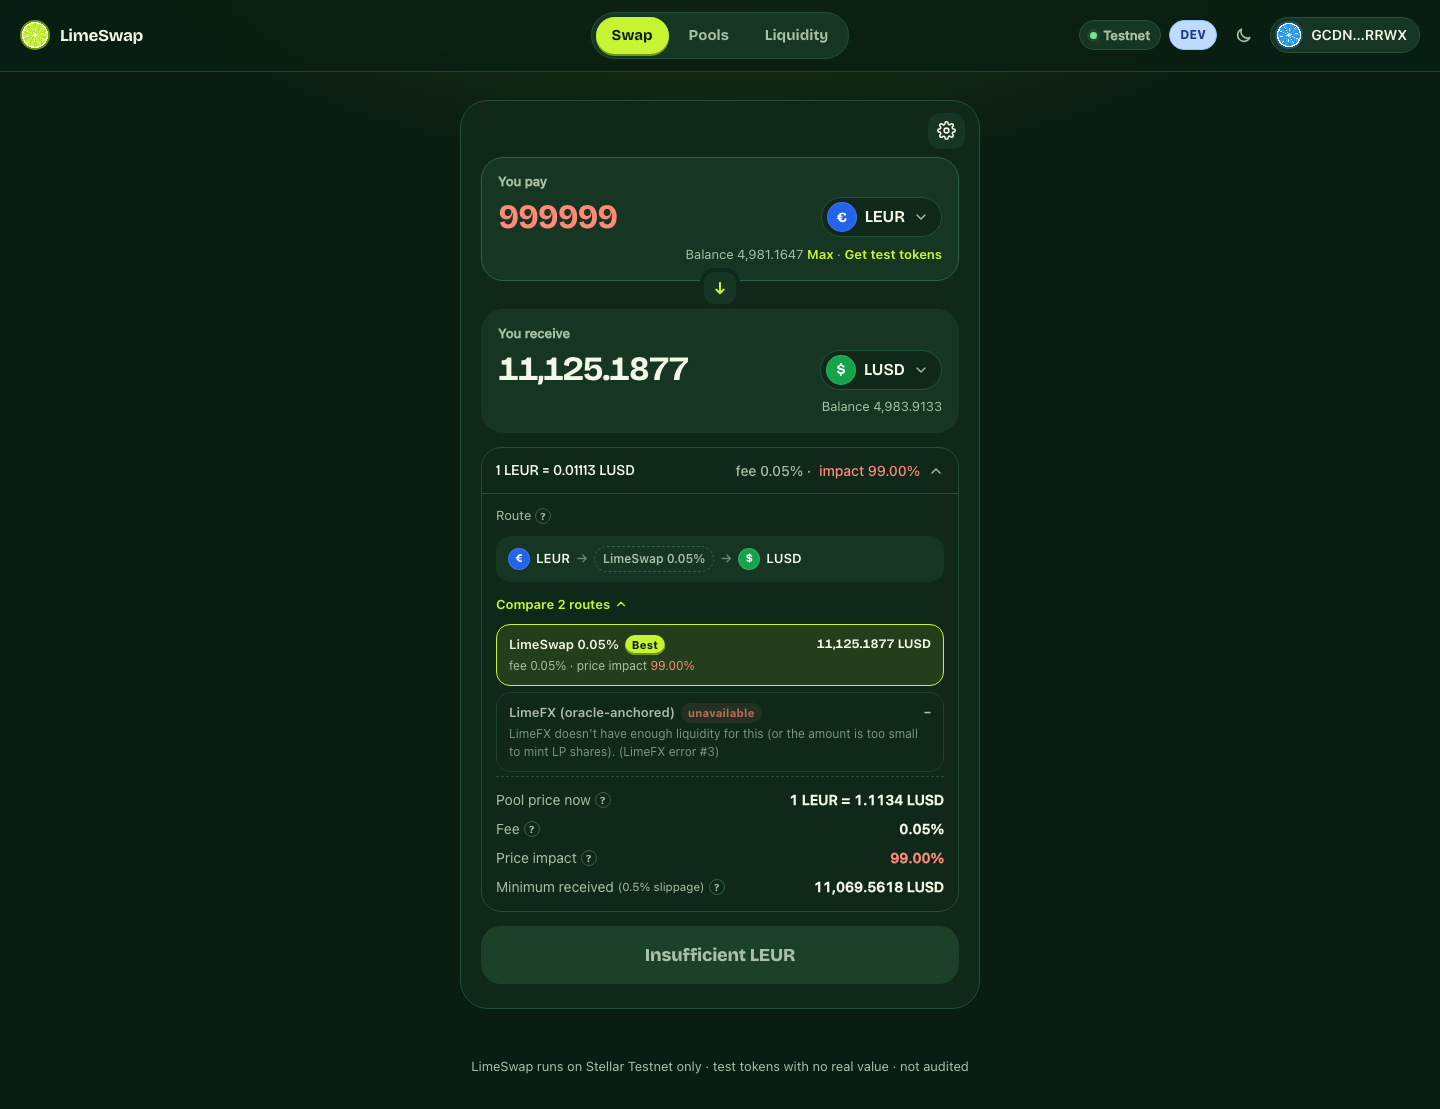 LimeSwap
Swap Pools Liquidity
Testnet DEV GCDN...RRWX
You pay
999999 € LEUR
Balance 4,981.1647 Max · Get test tokens
You receive
11,125.1877 $ LUSD
Balance 4,983.9133
1 LEUR = 0.01113 LUSD fee 0.05% · impact 99.00%
Route ?
€ LEUR → LimeSwap 0.05% → $ LUSD
Compare 2 routes
LimeSwap 0.05% Best 11,125.1877 LUSD
fee 0.05% · price impact 99.00%
LimeFX (oracle-anchored) unavailable –
LimeFX doesn't have enough liquidity for this (or the amount is too small
to mint LP shares). (LimeFX error #3)
Pool price now ? 1 LEUR = 1.1134 LUSD
Fee ? 0.05%
Price impact ? 99.00%
Minimum received (0.5% slippage) ? 11,069.5618 LUSD
Insufficient LEUR
LimeSwap runs on Stellar Testnet only · test tokens with no real value · not audited